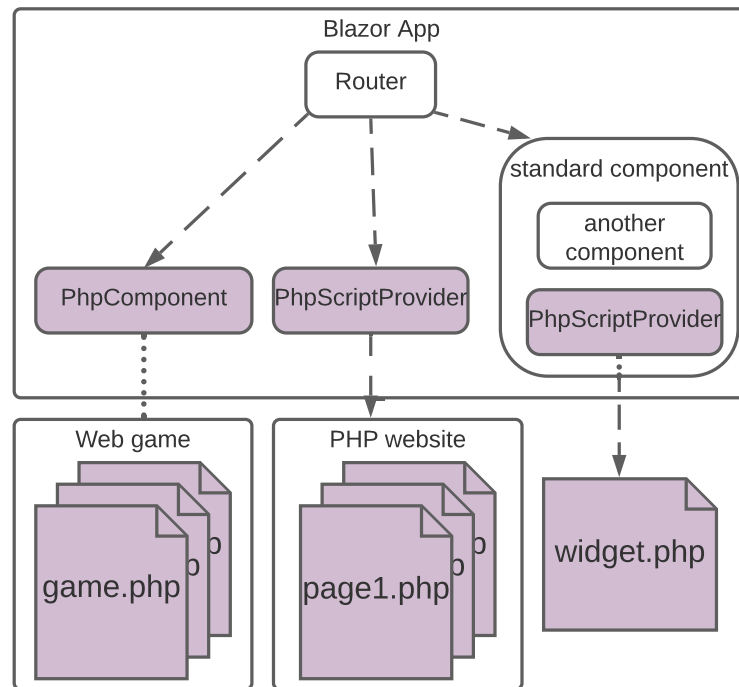 Blazor App
Router
standard component
another
component
PhpComponent
PhpScriptProvider
PhpScriptProvider
Web game
PHP website
game.php
p
p
page1.php
p
p
widget.php